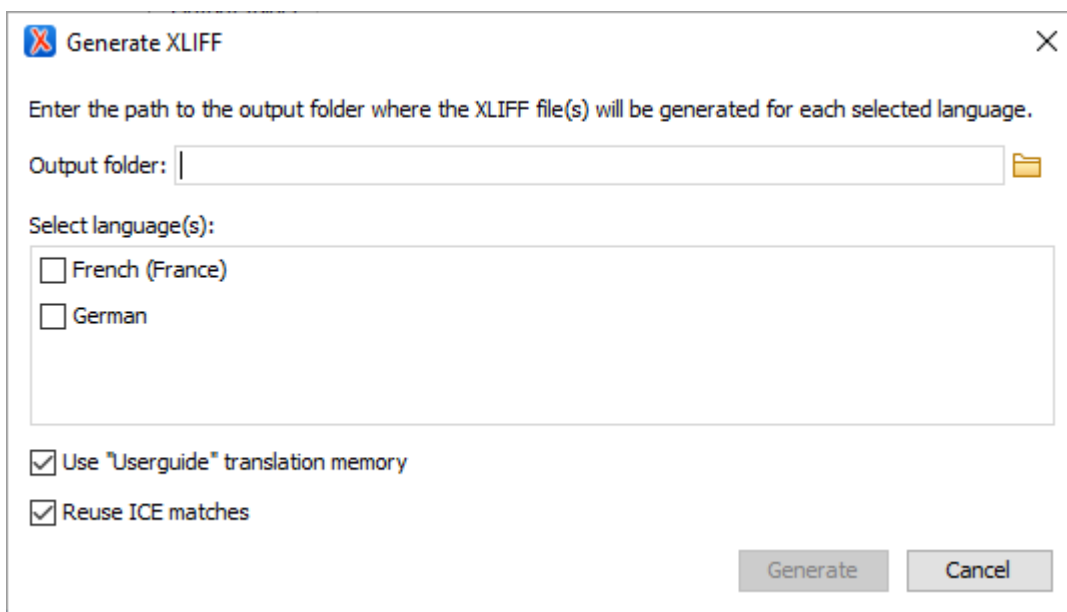 Generate XLIFF
Enter the path to the output folder where the XLIFF file(s) will be generated for each selected language.
Output folder:
Select language(s):
French (France)
German
Use "Userguide" translation memory
Reuse ICE matches
Generate
Cancel